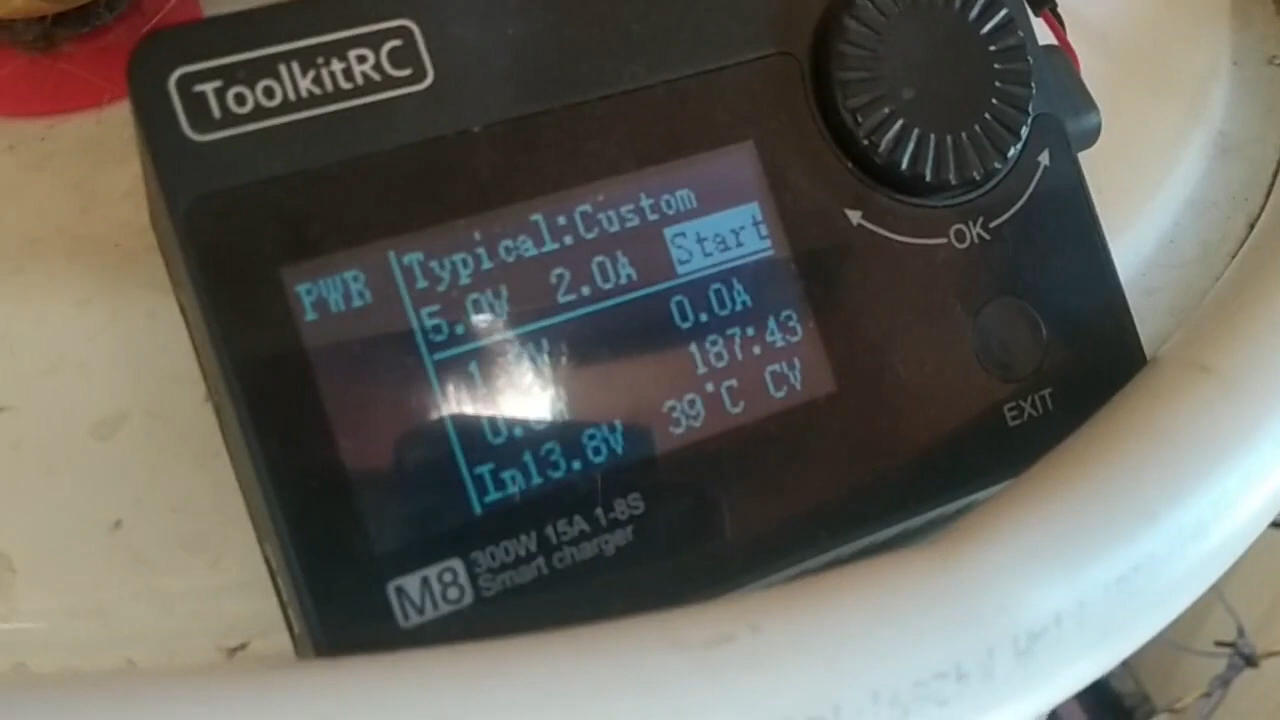 ToolkitRC
PWR
Typical:Custom
5.0V 2.0A Start
0.0A
187:43
In13.8V 39°C CV
OK
EXIT
M8
300W 15A 1-8S
Smart charger